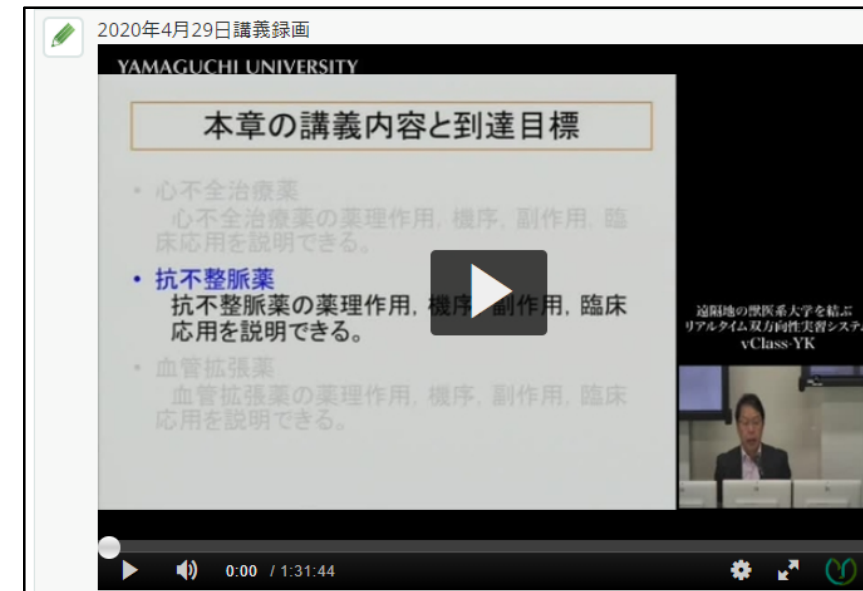 2020年4月29日講義録画
YAMAGUCHI UNIVERSITY
本章の講義内容と到達目標
• 心不全治療薬
心不全治療薬の薬理作用, 機序, 副作用, 臨
床応用を説明できる。
• 抗不整脈薬
抗不整脈薬の薬理作用, 機序, 副作用, 臨床
応用を説明できる。
• 血管拡張薬
血管拡張薬の薬理作用, 機序, 副作用, 臨床
応用を説明できる。
遠隔地の獣医系大学を結ぶ
リアルタイム双方向性実習システム
vClass-YK
0:00 / 1:31:44